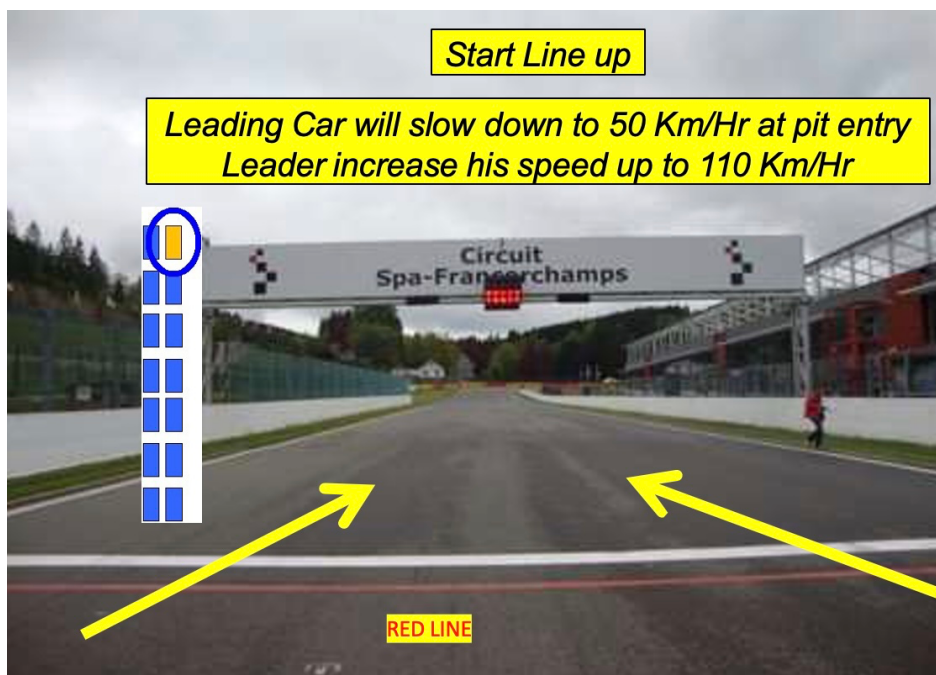 Start Line up
Leading Car will slow down to 50 Km/Hr at pit entry
Leader increase his speed up to 110 Km/Hr
Circuit
Spa-Francorchamps
RED LINE